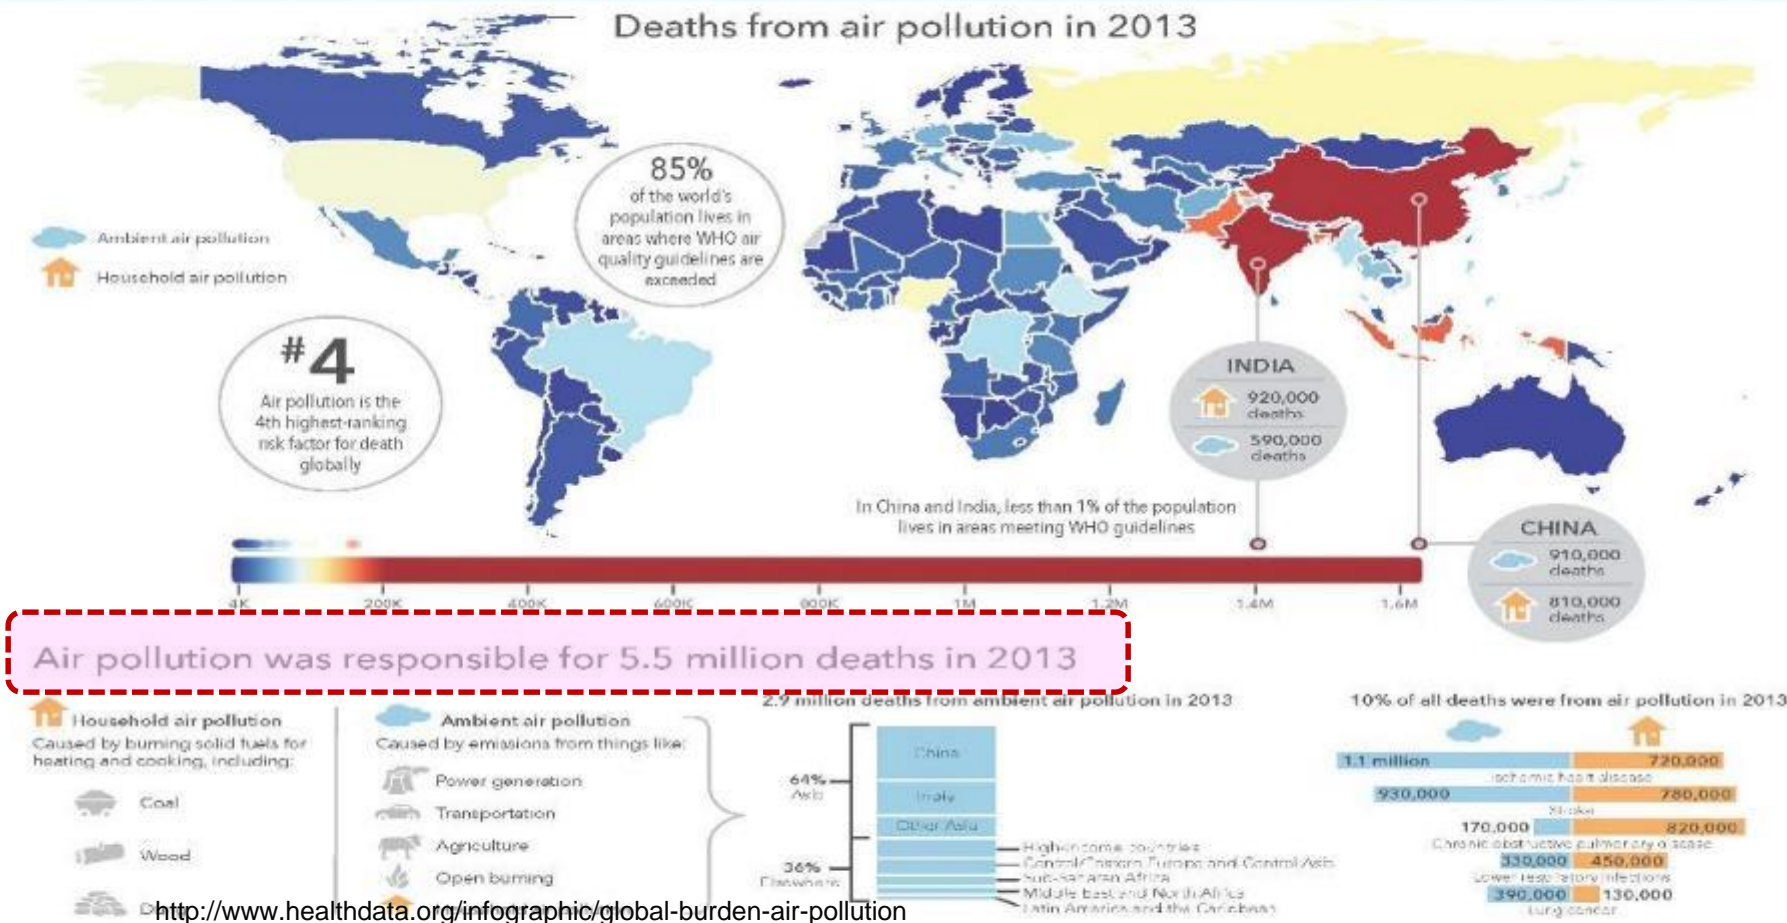 Deaths from air pollution in 2013
85%
of the world's
population lives in
areas where WHO air
quality guidelines are
exceeded
Ambient air pollution
Household air pollution
#4
Air pollution is the
4th highest-ranking
risk factor for death
globally
INDIA
920,000
deaths
590,000
deaths
In China and India, less than 1% of the population
lives in areas meeting WHO guidelines
CHINA
910,000
deaths
810,000
deaths
4K 200K 400K 600K 800K 1M 1.2M 1.4M 1.6M
Air pollution was responsible for 5.5 million deaths in 2013
Household air pollution
Caused by burning solid fuels for
heating and cooking, including:
Coal
Wood
Ambient air pollution
Caused by emissions from things like:
Power generation
Transportation
Agriculture
Open burning
2.9 million deaths from ambient air pollution in 2013
64%
Asia
China
India
Other Asia
36%
Elsewhere
High-income countries
Central/Eastern Europe and Central Asia
Sub-Saharan Africa
Middle East and North Africa
Latin America and the Caribbean
10% of all deaths were from air pollution in 2013
1.1 million 720,000
Ischemic heart disease
930,000 780,000
Stroke
170,000 820,000
Chronic obstructive pulmonary disease
330,000 450,000
Lower respiratory infections
390,000 130,000
Lung cancer
http://www.healthdata.org/infographic/global-burden-air-pollution